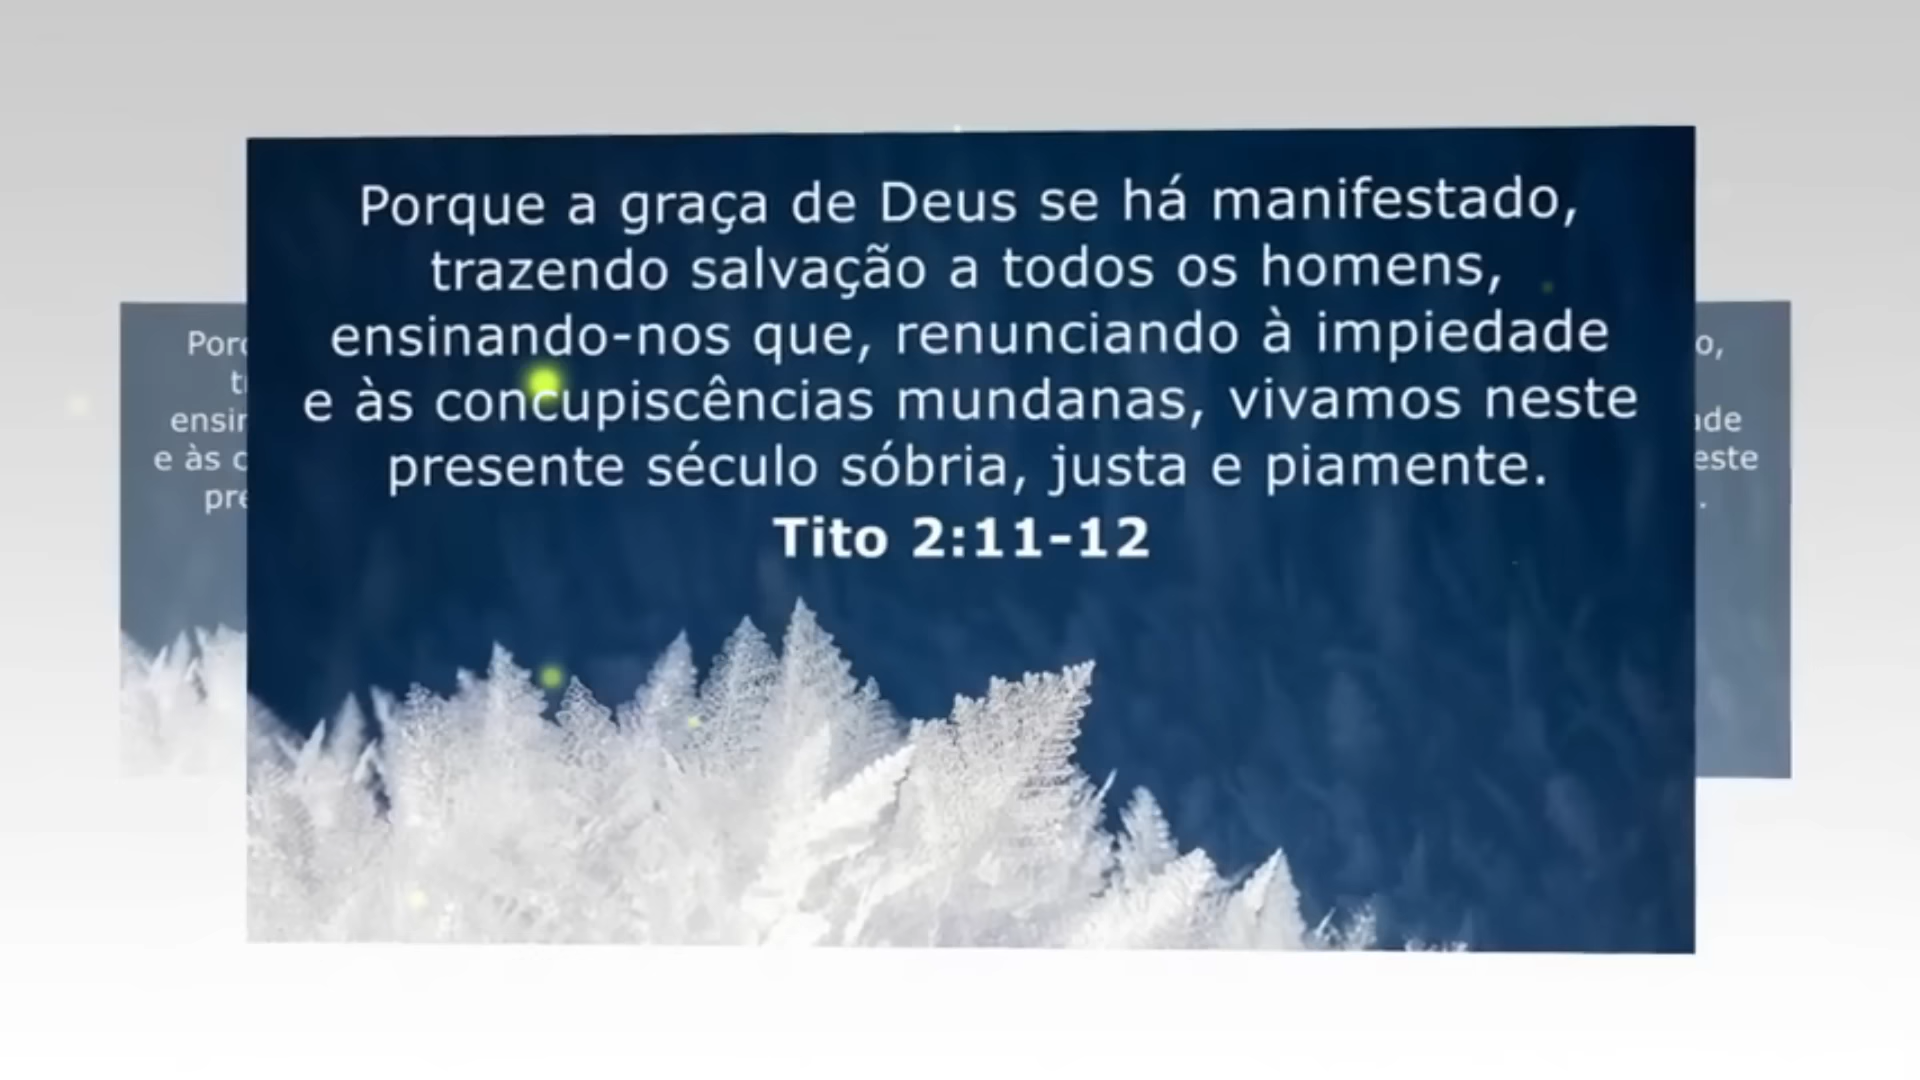 Porque a graça de Deus se há manifestado,
trazendo salvação a todos os homens,
ensinando-nos que, renunciando à impiedade
e às concupiscências mundanas, vivamos neste
presente século sóbria, justa e piamente.
Tito 2:11-12